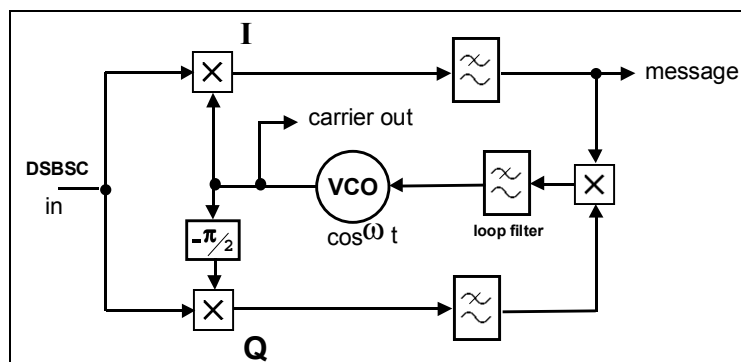 I
message
carrier out
DSBSC
in
VCO
cos ω t
loop filter
-π/2
Q